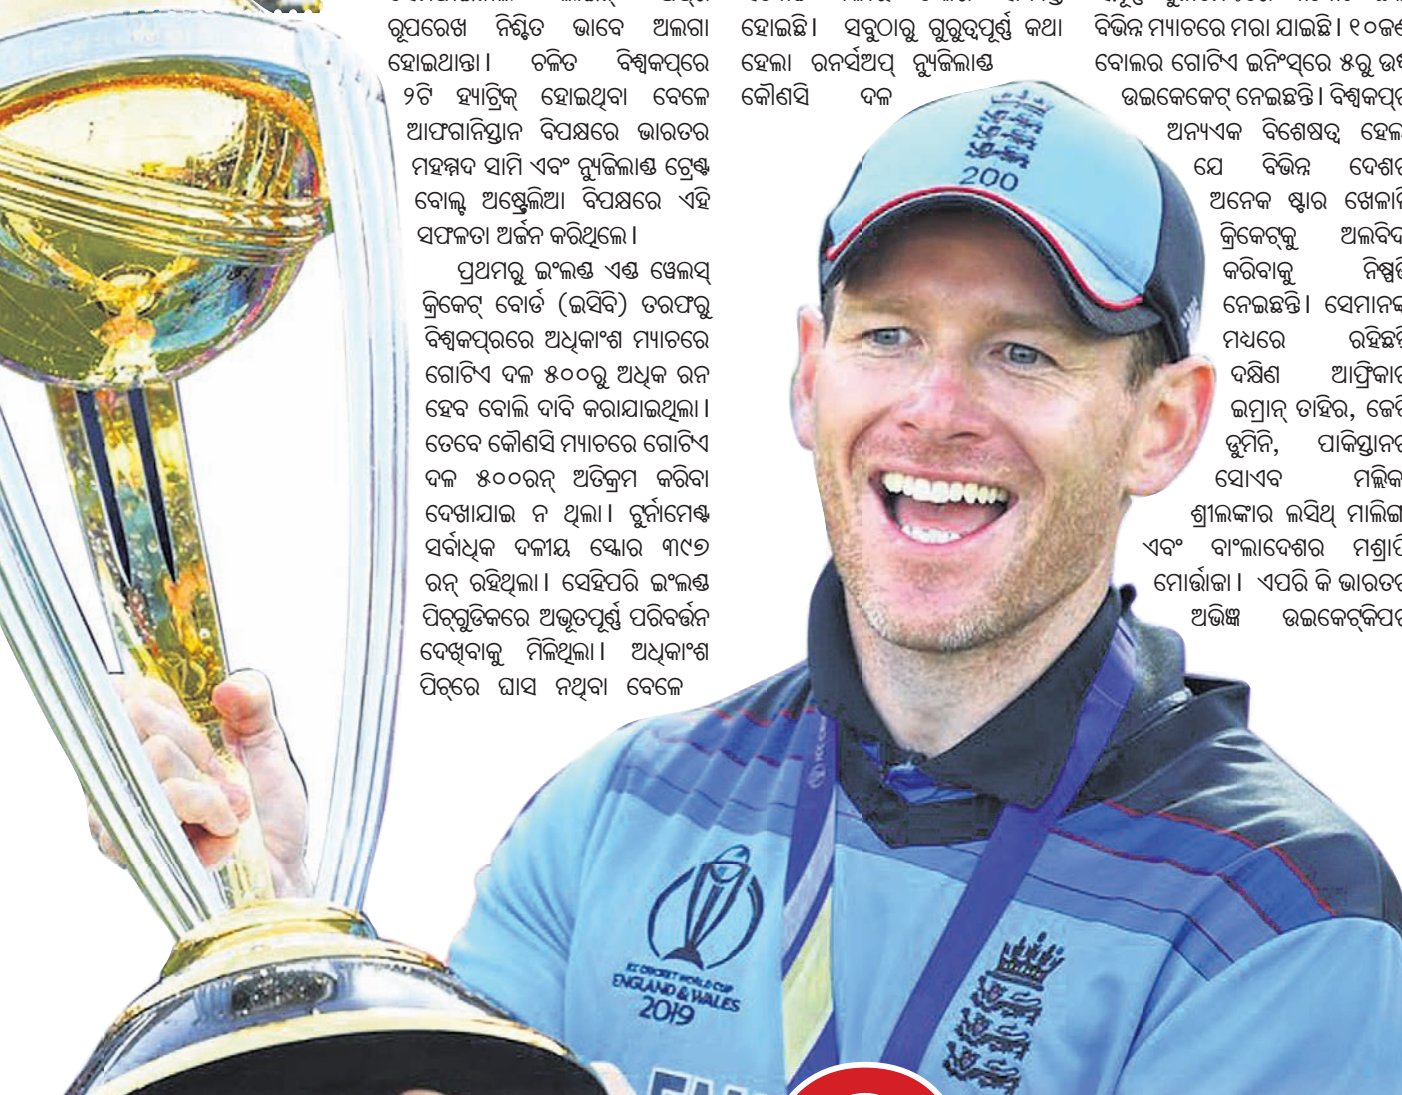 ରୂପରେଖ ନିଶ୍ଚିତ ଭାବେ ଅଲଗା
ହୋଇଥାନ୍ତା। ଚଳିତ ବିଶ୍ୱକପ୍‌ରେ
୨ଟି ହ୍ୟାଟ୍ରିକ୍ ହୋଇଥିବା ବେଳେ
ଆଫଗାନିସ୍ତାନ ବିପକ୍ଷରେ ଭାରତର
ମହମ୍ମଦ ସାମି ଏବଂ ନ୍ୟୁଜିଲାଣ୍ଡ ଟ୍ରେଣ୍ଟ
ବୋଲ୍ଟ ଅଷ୍ଟ୍ରେଲିଆ ବିପକ୍ଷରେ ଏହି
ସଫଳତା ଅର୍ଜନ କରିଥିଲେ।
ପ୍ରଥମରୁ ଇଂଲଣ୍ଡ ଏଣ୍ଡ ୱେଲସ୍
କ୍ରିକେଟ୍ ବୋର୍ଡ (ଇସିବି) ତରଫରୁ
ବିଶ୍ୱକପ୍‌ରରେ ଅଧିକାଂଶ ମ୍ୟାଚରେ
ଗୋଟିଏ ଦଳ ୫୦୦ରୁ ଅଧିକ ରନ
ହେବ ବୋଲି ଦାବି କରାଯାଇଥିଲା।
ତେବେ କୌଣସି ମ୍ୟାଚରେ ଗୋଟିଏ
ଦଳ ୫୦୦ରନ୍ ଅତିକ୍ରମ କରିବା
ଦେଖାଯାଇ ନ ଥିଲା। ଟୁର୍ନାମେଣ୍ଟ
ସର୍ବାଧିକ ଦଳୀୟ ସ୍କୋର ୩୯୭
ରନ୍ ରହିଥିଲା। ସେହିପରି ଇଂଲଣ୍ଡ
ପିଚ୍‌ଗୁଡିକରେ ଅଭୂତପୂର୍ଣ୍ଣ ପରିବର୍ତ୍ତନ
ଦେଖିବାକୁ ମିଳିଥିଲା। ଅଧିକାଂଶ
ପିଚ୍‌ରେ ଘାସ ନଥିବା ବେଳେ
ହୋଇଛି। ସବୁଠାରୁ ଗୁରୁତ୍ୱପୂର୍ଣ୍ଣ କଥା
ହେଲା ରନର୍ସଅପ୍ ନ୍ୟୁଜିଲାଣ୍ଡ
କୌଣସି ଦଳ
ବିଭିନ୍ନ ମ୍ୟାଚରେ ମରା ଯାଇଛି। ୧୦ଜଣ
ବୋଲର ଗୋଟିଏ ଇନିଂସ୍‌ରେ ୫ରୁ
ଉଇକେକେଟ୍ ନେଇଛନ୍ତି।
ଅନ୍ୟଏକ ବିଶେଷତ୍ୱ
ଯେ ବିଭିନ୍ନ
ଅନେକ ଷ୍ଟାର
କ୍ରିକେଟ୍‌କୁ
କରିବାକୁ
ନେଇଛନ୍ତି।
ମଧ୍ୟରେ
ଦକ୍ଷିଣ
ଇମ୍ରାନ୍ ତାହିର,
ଡୁମିନି,
ସୋଏବ
ଶ୍ରୀଲଙ୍କାର ଲସିଥ୍
ଏବଂ ବାଂଲାଦେଶର
ମୋର୍ତ୍ତାଜା। ଏପରି କି
ଅଭିଜ୍ଞ
200
ICC CRICKET WORLD CUP
ENGLAND & WALES
2019